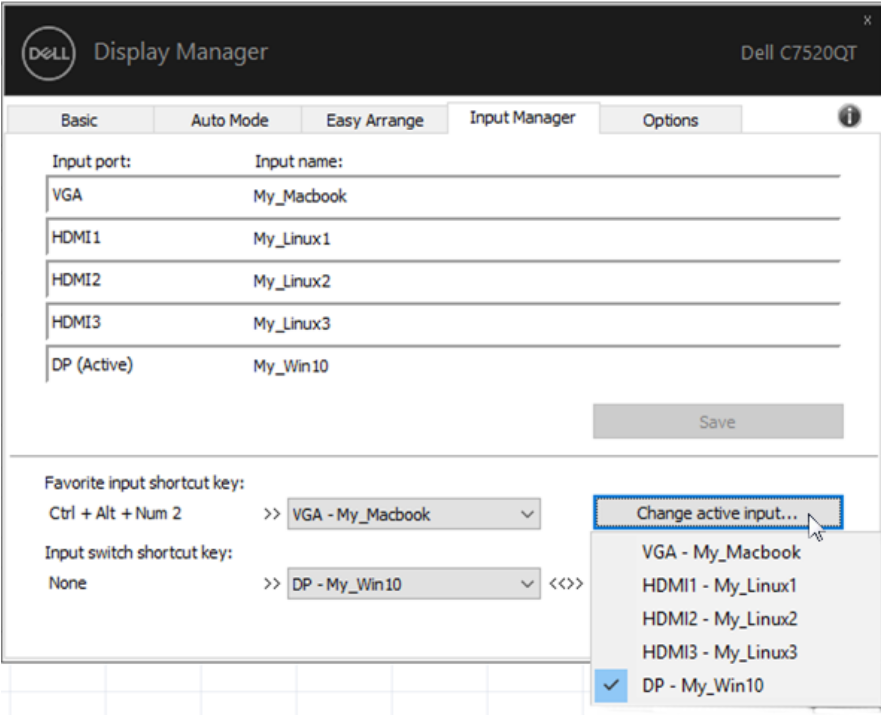 x
DELL Display Manager Dell C7520QT
Basic Auto Mode Easy Arrange Input Manager Options i
Input port: Input name:
VGA My_Macbook
HDMI1 My_Linux1
HDMI2 My_Linux2
HDMI3 My_Linux3
DP (Active) My_Win10
Save
Favorite input shortcut key:
Ctrl + Alt + Num 2 >> VGA - My_Macbook Change active input...
Input switch shortcut key:
None >> DP - My_Win10 <<>>
VGA - My_Macbook
HDMI1 - My_Linux1
HDMI2 - My_Linux2
HDMI3 - My_Linux3
DP - My_Win10